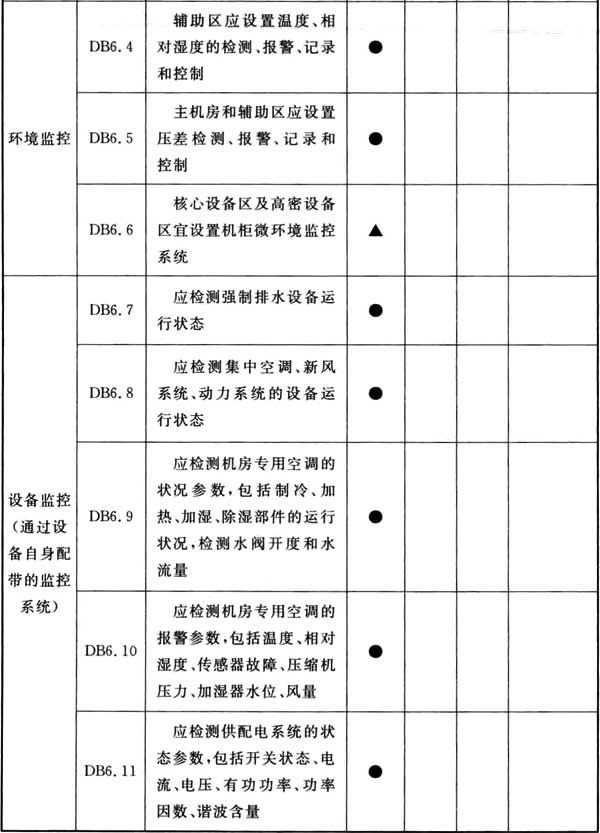 环境监控
DB6.4
辅助区应设置温度、相
对湿度的检测、报警、记录
和控制
●
DB6.5
主机房和辅助区应设置
压差检测、报警、记录和
控制
●
DB6.6
核心设备区及高密设备
区宜设置机柜微环境监控
系统
▲
设备监控
(通过设
备自身配
带的监控
系统)
DB6.7
应检测强制排水设备运
行状态
●
DB6.8
应检测集中空调、新风
系统、动力系统的设备运
行状态
●
DB6.9
应检测机房专用空调的
状况参数,包括制冷、加
热、加湿、除湿部件的运行
状况,检测水阀开度和水
流量
●
DB6.10
应检测机房专用空调的
报警参数,包括温度、相对
湿度、传感器故障、压缩机
压力、加湿器水位、风量
●
DB6.11
应检测供配电系统的状
态参数,包括开关状态、电
流、电压、有功功率、功率
因数、谐波含量
●